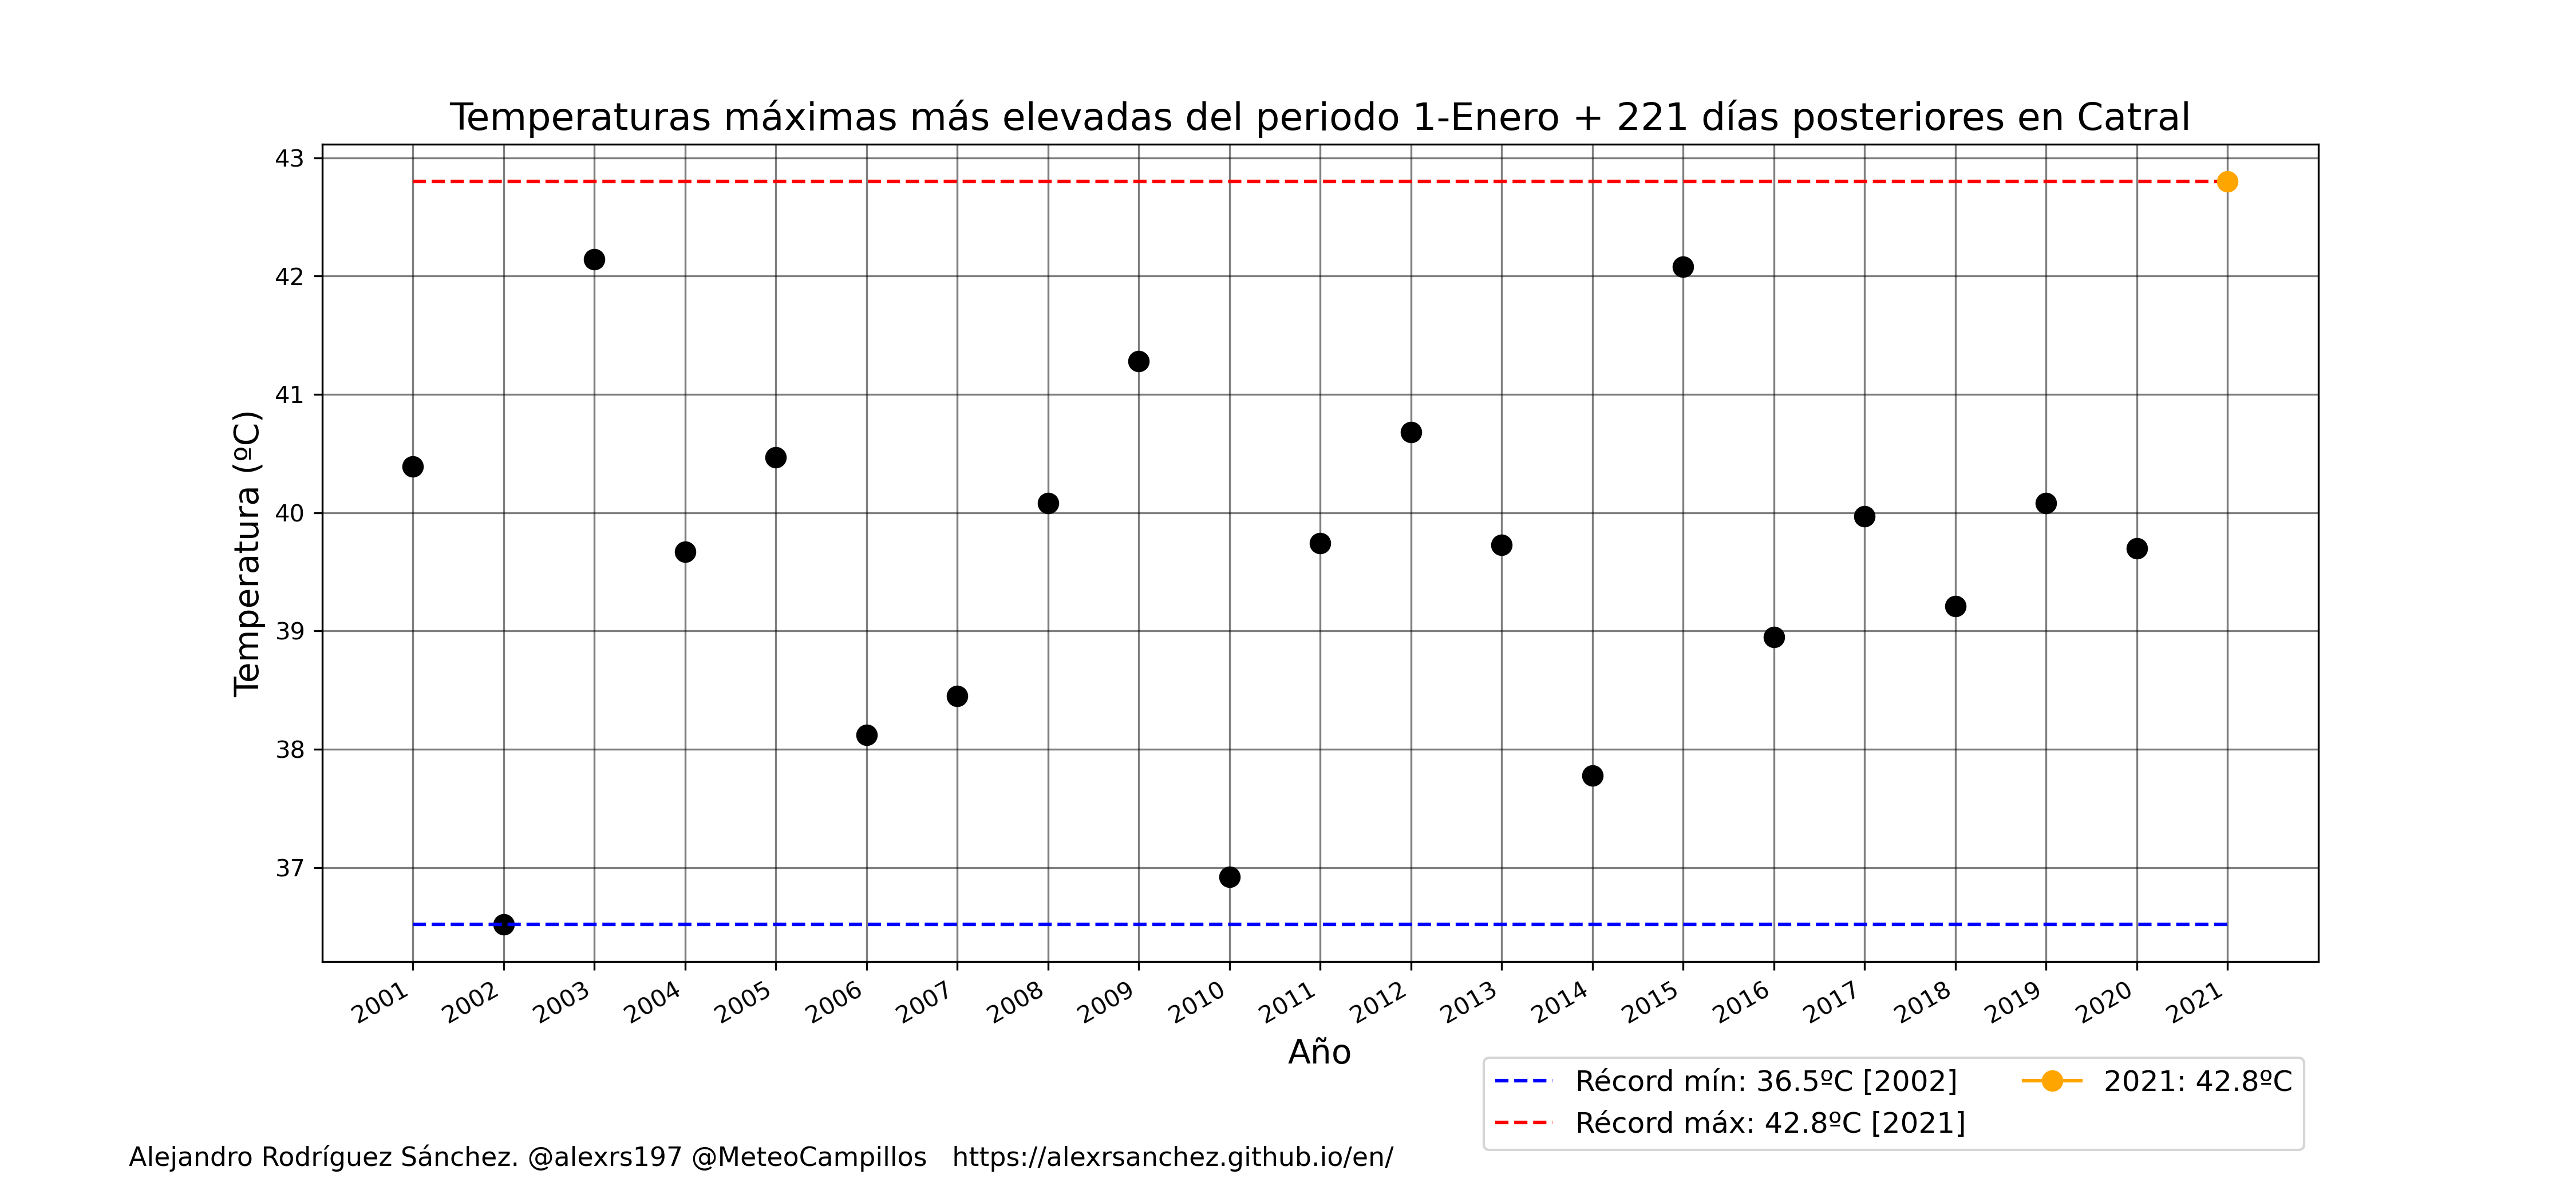 Temperaturas máximas más elevadas del periodo 1-Enero + 221 días posteriores en Catral
Temperatura (ºC)
43
42
41
40
39
38
37
2001 2002 2003 2004 2005 2006 2007 2008 2009 2010 2011 2012 2013 2014 2015 2016 2017 2018 2019 2020 2021
Año
Récord mín: 36.5ºC [2002] 2021: 42.8ºC
Récord máx: 42.8ºC [2021]
Alejandro Rodríguez Sánchez. @alexrs197 @MeteoCampillos https://alexrsanchez.github.io/en/